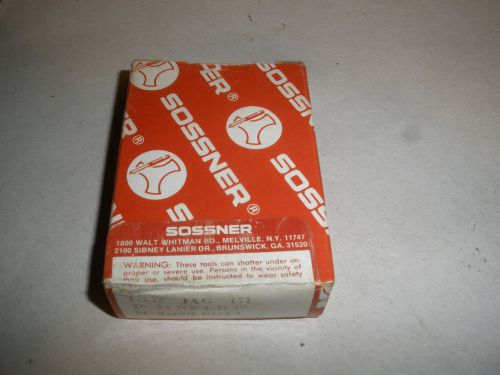 SOSSNER®
SOSSNER®
SOSSNER®
SOSSNER
1800 WALT WHITMAN RD., MELVILLE, N.Y. 11747
2100 SIDNEY LANIER DR., BRUNSWICK, GA. 31520
WARNING: These tools can shatter under im-
proper or severe use. Persons in the vicinity of
their use, should be instructed to wear safety